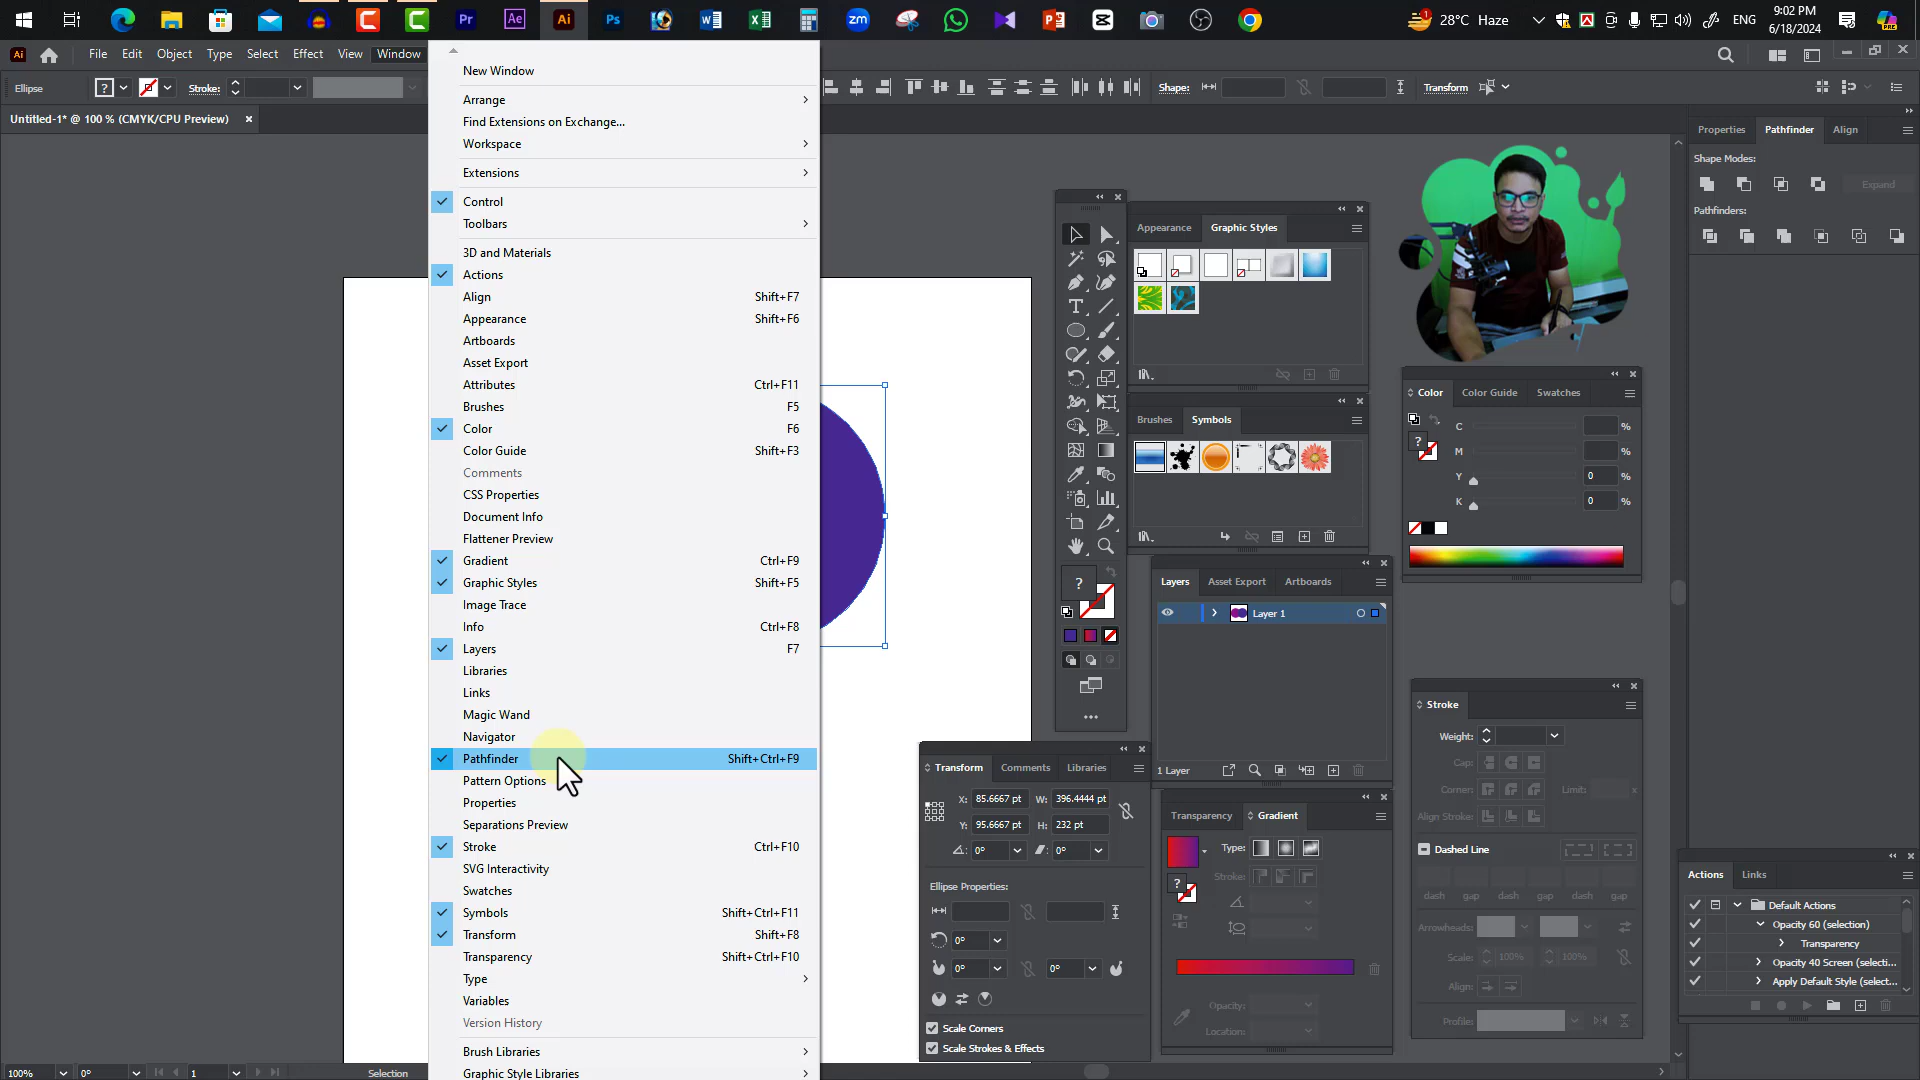 Pr
Ae
Ai
Ps
zm
28°C Haze
ENG
9:02 PM
6/18/2024
Ai
File Edit Object Type Select Effect View Window
Ellipse
?
Stroke:
Shape:
Transform
Untitled-1* @ 100 % (CMYK/CPU Preview) ×
New Window
Arrange
Find Extensions on Exchange...
Workspace
Extensions
Control
Toolbars
3D and Materials
Actions
Align Shift+F7
Appearance Shift+F6
Artboards
Asset Export
Attributes Ctrl+F11
Brushes F5
Color F6
Color Guide Shift+F3
Comments
CSS Properties
Document Info
Flattener Preview
Gradient Ctrl+F9
Graphic Styles Shift+F5
Image Trace
Info Ctrl+F8
Layers F7
Libraries
Links
Magic Wand
Navigator
Pathfinder Shift+Ctrl+F9
Pattern Options
Properties
Separations Preview
Stroke Ctrl+F10
SVG Interactivity
Swatches
Symbols Shift+Ctrl+F11
Transform Shift+F8
Transparency Shift+Ctrl+F10
Type
Variables
Version History
Brush Libraries
Graphic Style Libraries
Appearance Graphic Styles
Brushes Symbols
Layers Asset Export Artboards
Layer 1
1 Layer
Transform Comments Libraries
X: 85.6667 pt W: 396.4444 pt
Y: 95.6667 pt H: 232 pt
0° 0°
Ellipse Properties:
0°
0° 0°
Scale Corners
Scale Strokes & Effects
Transparency Gradient
Type:
Stroke:
?
Opacity:
Location:
Properties Pathfinder Align
Shape Modes:
Expand
Pathfinders:
Color Color Guide Swatches
C %
M %
Y 0 %
K 0 %
Stroke
Weight:
Cap:
Corner: Limit: x
Align Stroke:
Dashed Line
dash gap dash gap dash gap
Arrowheads:
Scale: 100% 100%
Align:
Profile:
Actions Links
Default Actions
Opacity 60 (selection)
Transparency
Opacity 40 Screen (selecti...
Apply Default Style (select...
100% 0° 1 Selection